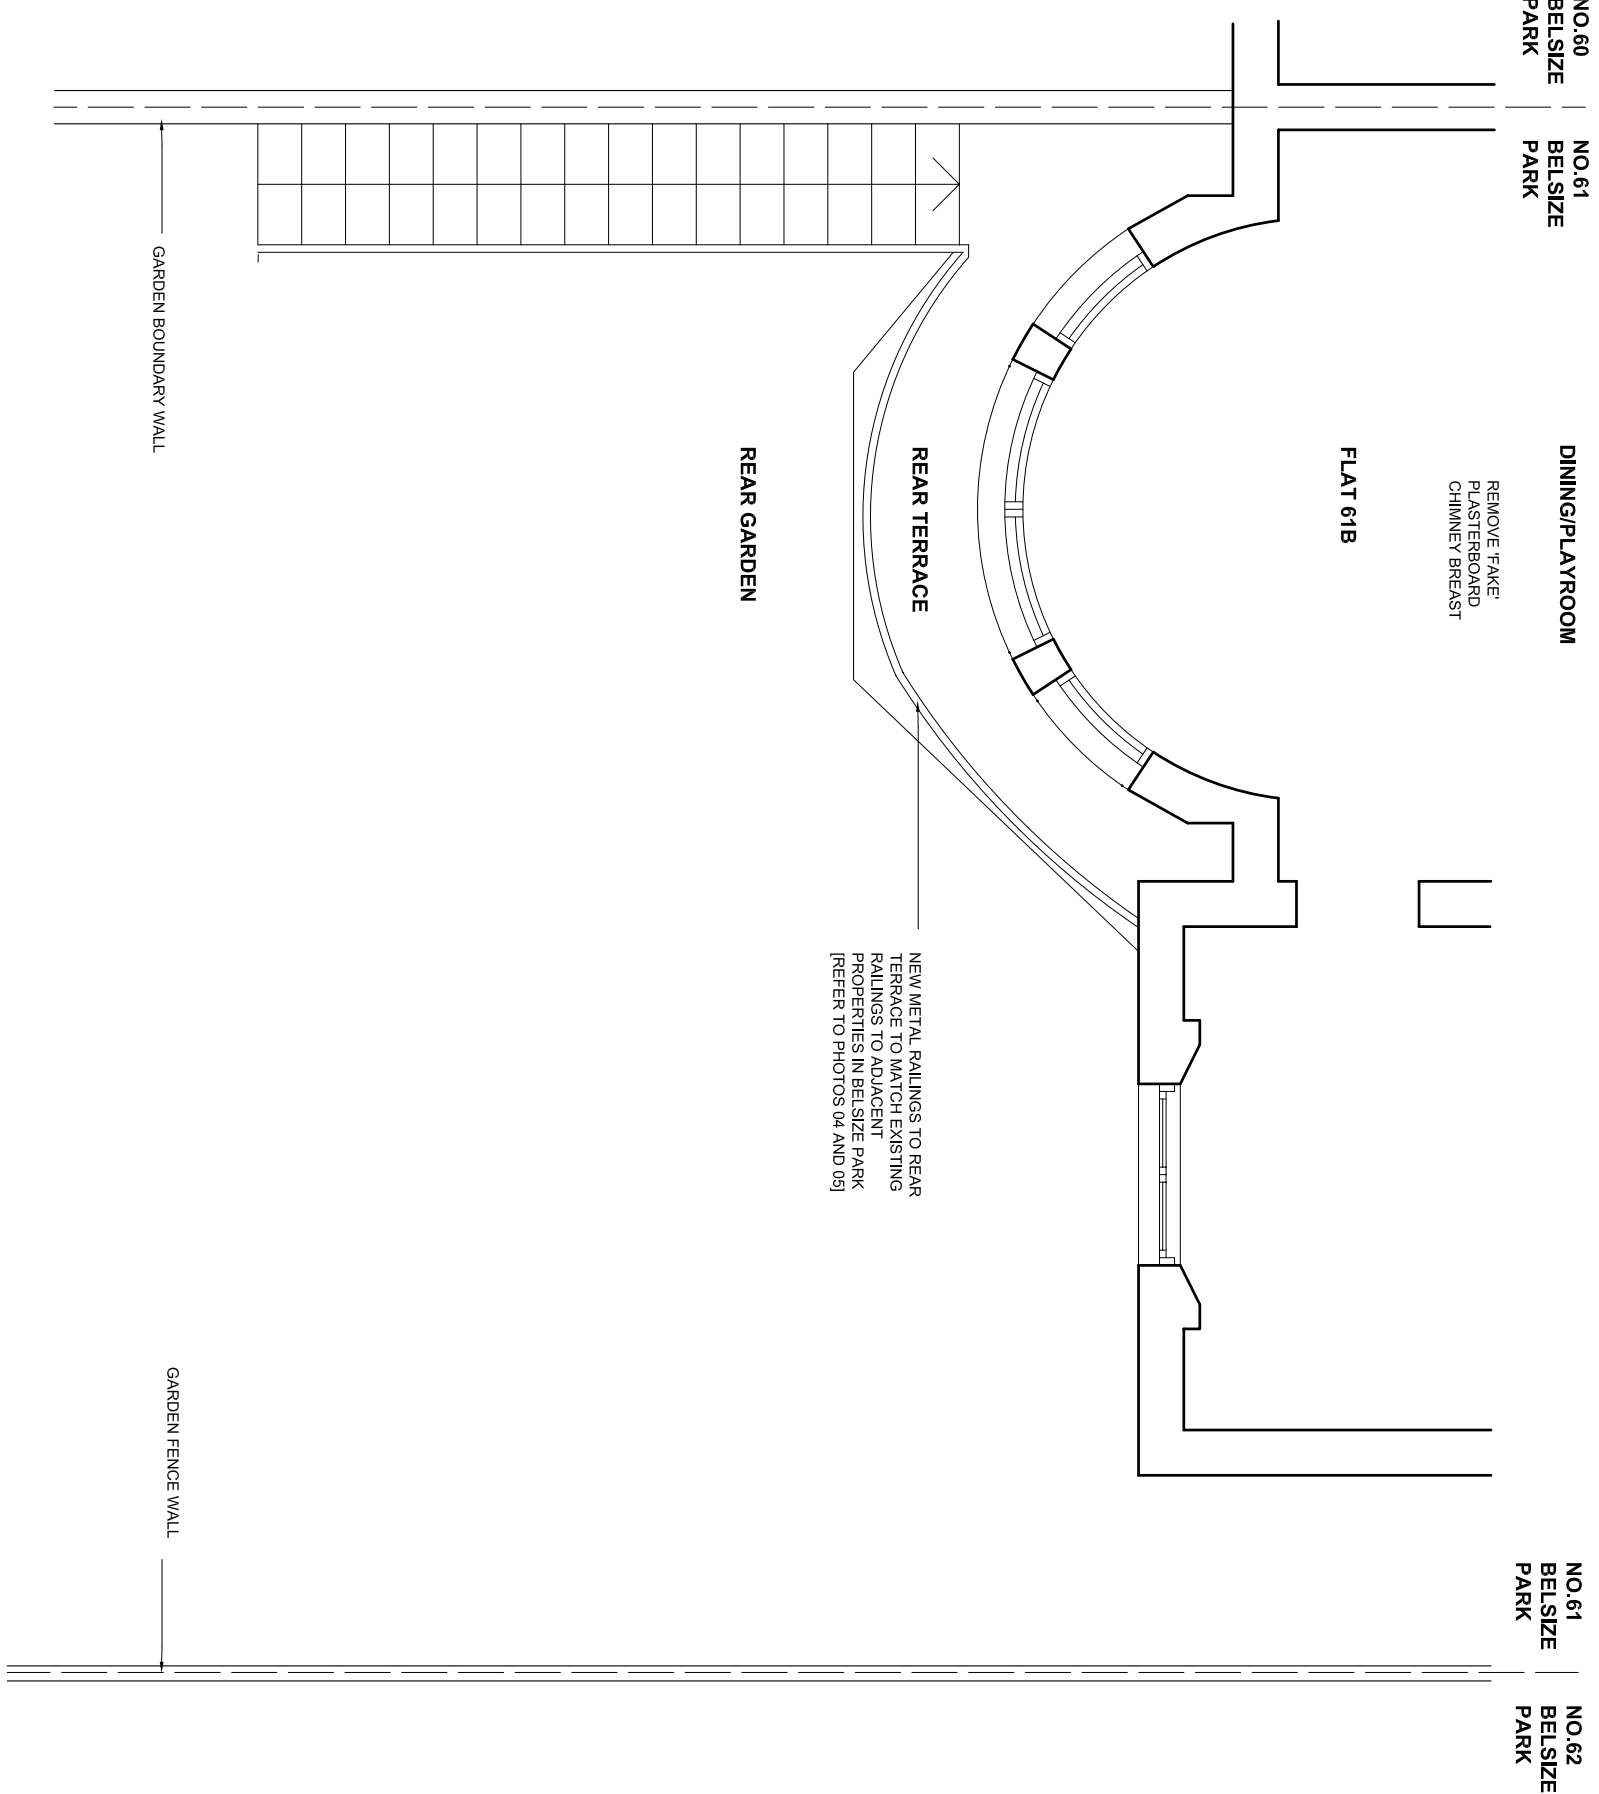 NO.60
BELSIZE
PARK
NO.61
BELSIZE
PARK
DINING/PLAYROOM
REMOVE 'FAKE'
PLASTERBOARD
CHIMNEY BREAST
FLAT 61B
REAR TERRACE
REAR GARDEN
GARDEN BOUNDARY WALL
NEW METAL RAILINGS TO REAR
TERRACE TO MATCH EXISTING
RAILINGS TO ADJACENT
PROPERTIES IN BELSIZE PARK
[REFER TO PHOTOS 04 AND 05]
GARDEN FENCE WALL
NO.61
BELSIZE
PARK
NO.62
BELSIZE
PARK